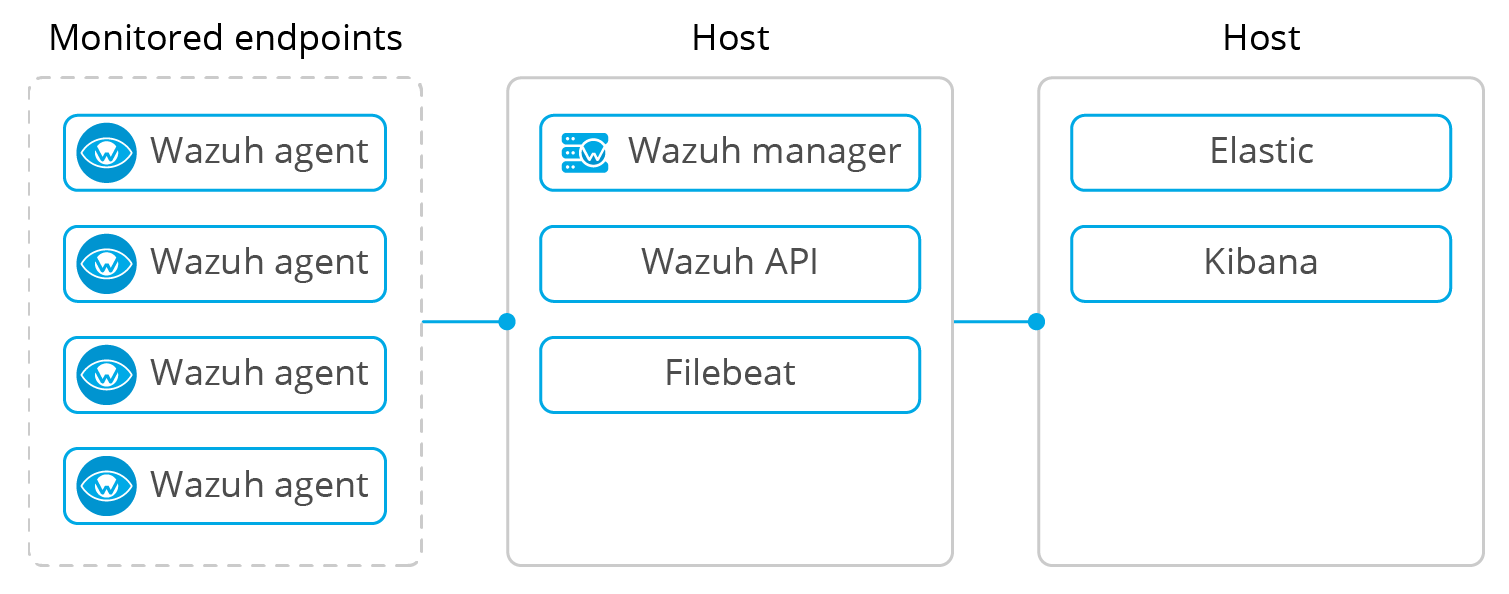 Monitored endpoints
Wazuh agent
Wazuh agent
Wazuh agent
Wazuh agent
Host
Wazuh manager
Wazuh API
Filebeat
Host
Elastic
Kibana